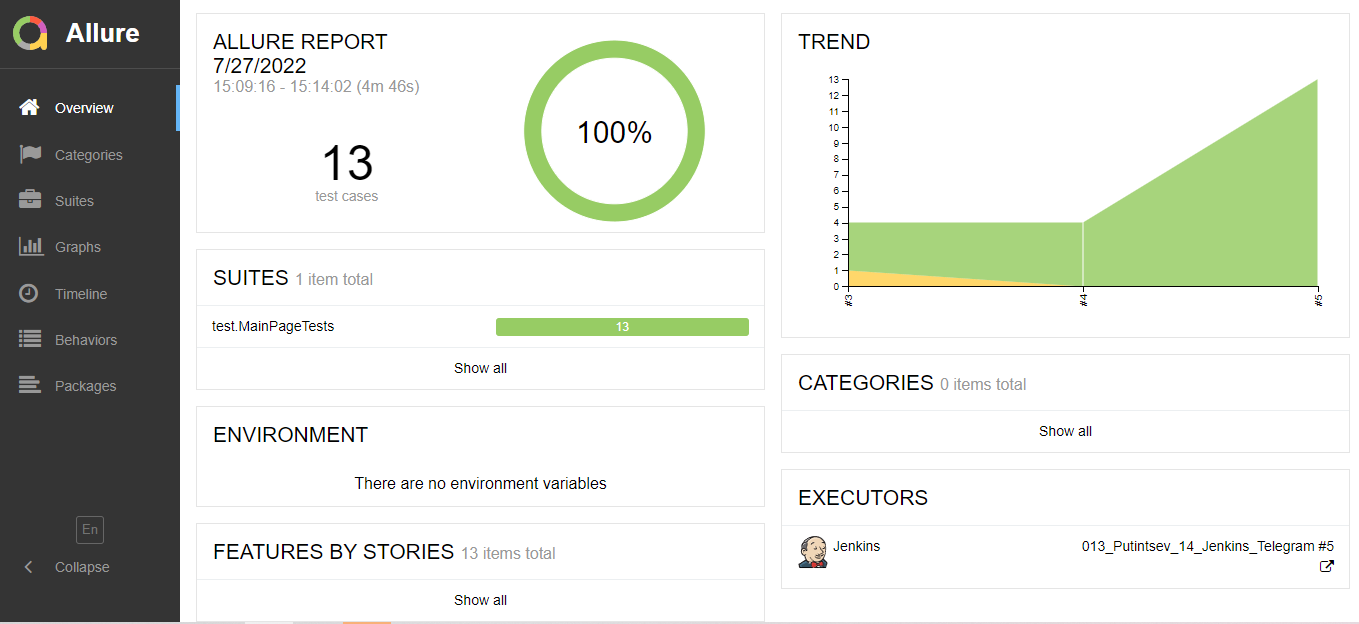 Allure
Overview
Categories
Suites
Graphs
Timeline
Behaviors
Packages
En
Collapse
ALLURE REPORT
7/27/2022
15:09:16 - 15:14:02 (4m 46s)
13
test cases
100%
SUITES 1 item total
test.MainPageTests 13
Show all
ENVIRONMENT
There are no environment variables
FEATURES BY STORIES 13 items total
Show all
TREND
13
12
11
10
9
8
7
6
5
4
3
2
1
0
#3
#4
#5
CATEGORIES 0 items total
Show all
EXECUTORS
Jenkins 013_Putintsev_14_Jenkins_Telegram #5